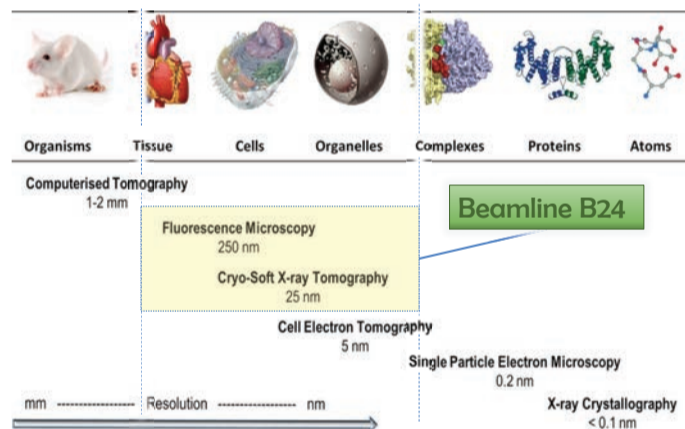 Organisms Tissue Cells Organelles Complexes Proteins Atoms
Computerised Tomography
1-2 mm
Beamline B24
Fluorescence Microscopy
250 nm
Cryo-Soft X-ray Tomography
25 nm
Cell Electron Tomography
5 nm
Single Particle Electron Microscopy
0.2 nm
X-ray Crystallography
< 0.1 nm
mm -------------- Resolution -------- nm